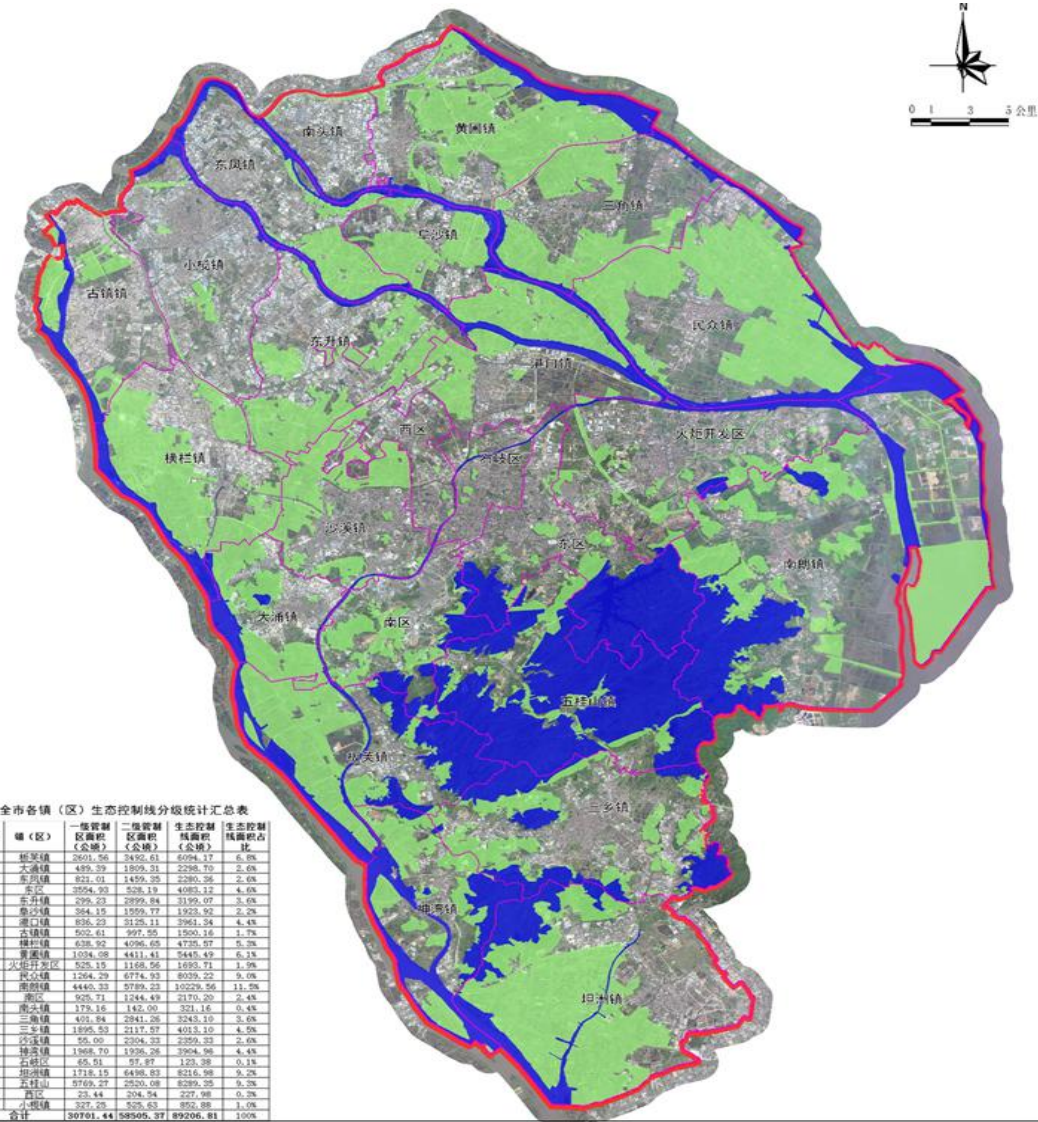 N
0 1 3 5 公里
南头镇
黄圃镇
东凤镇
三角镇
阜沙镇
小榄镇
古镇镇
民众镇
东升镇
港口镇
西区
火炬开发区
石岐区
横栏镇
沙溪镇
东区
南朗镇
大涌镇
南区
五桂山镇
板芙镇
三乡镇
神湾镇
坦洲镇
全市各镇（区）生态控制线分级统计汇总表
镇（区） 一级管制区面积（公顷） 二级管制区面积（公顷） 生态控制线面积（公顷） 生态控制线面积占比
板芙镇 2601.56 3492.61 6094.17 6.8%
大涌镇 489.39 1809.31 2298.70 2.6%
东凤镇 821.01 1459.35 2280.36 2.6%
东区 3554.93 528.19 4083.12 4.6%
东升镇 299.23 2899.84 3199.07 3.6%
阜沙镇 364.15 1559.77 1923.92 2.2%
港口镇 836.23 3125.11 3961.34 4.4%
古镇镇 502.61 997.55 1500.16 1.7%
横栏镇 638.92 4096.65 4735.57 5.3%
黄圃镇 1034.08 4411.41 5445.49 6.1%
火炬开发区 525.15 1168.56 1693.71 1.9%
民众镇 1264.29 6774.93 8039.22 9.0%
南朗镇 4440.33 5789.23 10229.56 11.5%
南区 925.71 1244.49 2170.20 2.4%
南头镇 179.16 142.00 321.16 0.4%
三角镇 401.84 2841.26 3243.10 3.6%
三乡镇 1895.53 2117.57 4013.10 4.5%
沙溪镇 55.00 2304.33 2359.33 2.6%
神湾镇 1968.70 1936.26 3904.96 4.4%
石岐区 65.51 57.87 123.38 0.1%
坦洲镇 1718.15 6498.83 8216.98 9.2%
五桂山 5769.27 2520.08 8289.35 9.3%
西区 23.44 204.54 227.98 0.3%
小榄镇 327.25 525.63 852.88 1.0%
合计 30701.44 58505.37 89206.81 100%